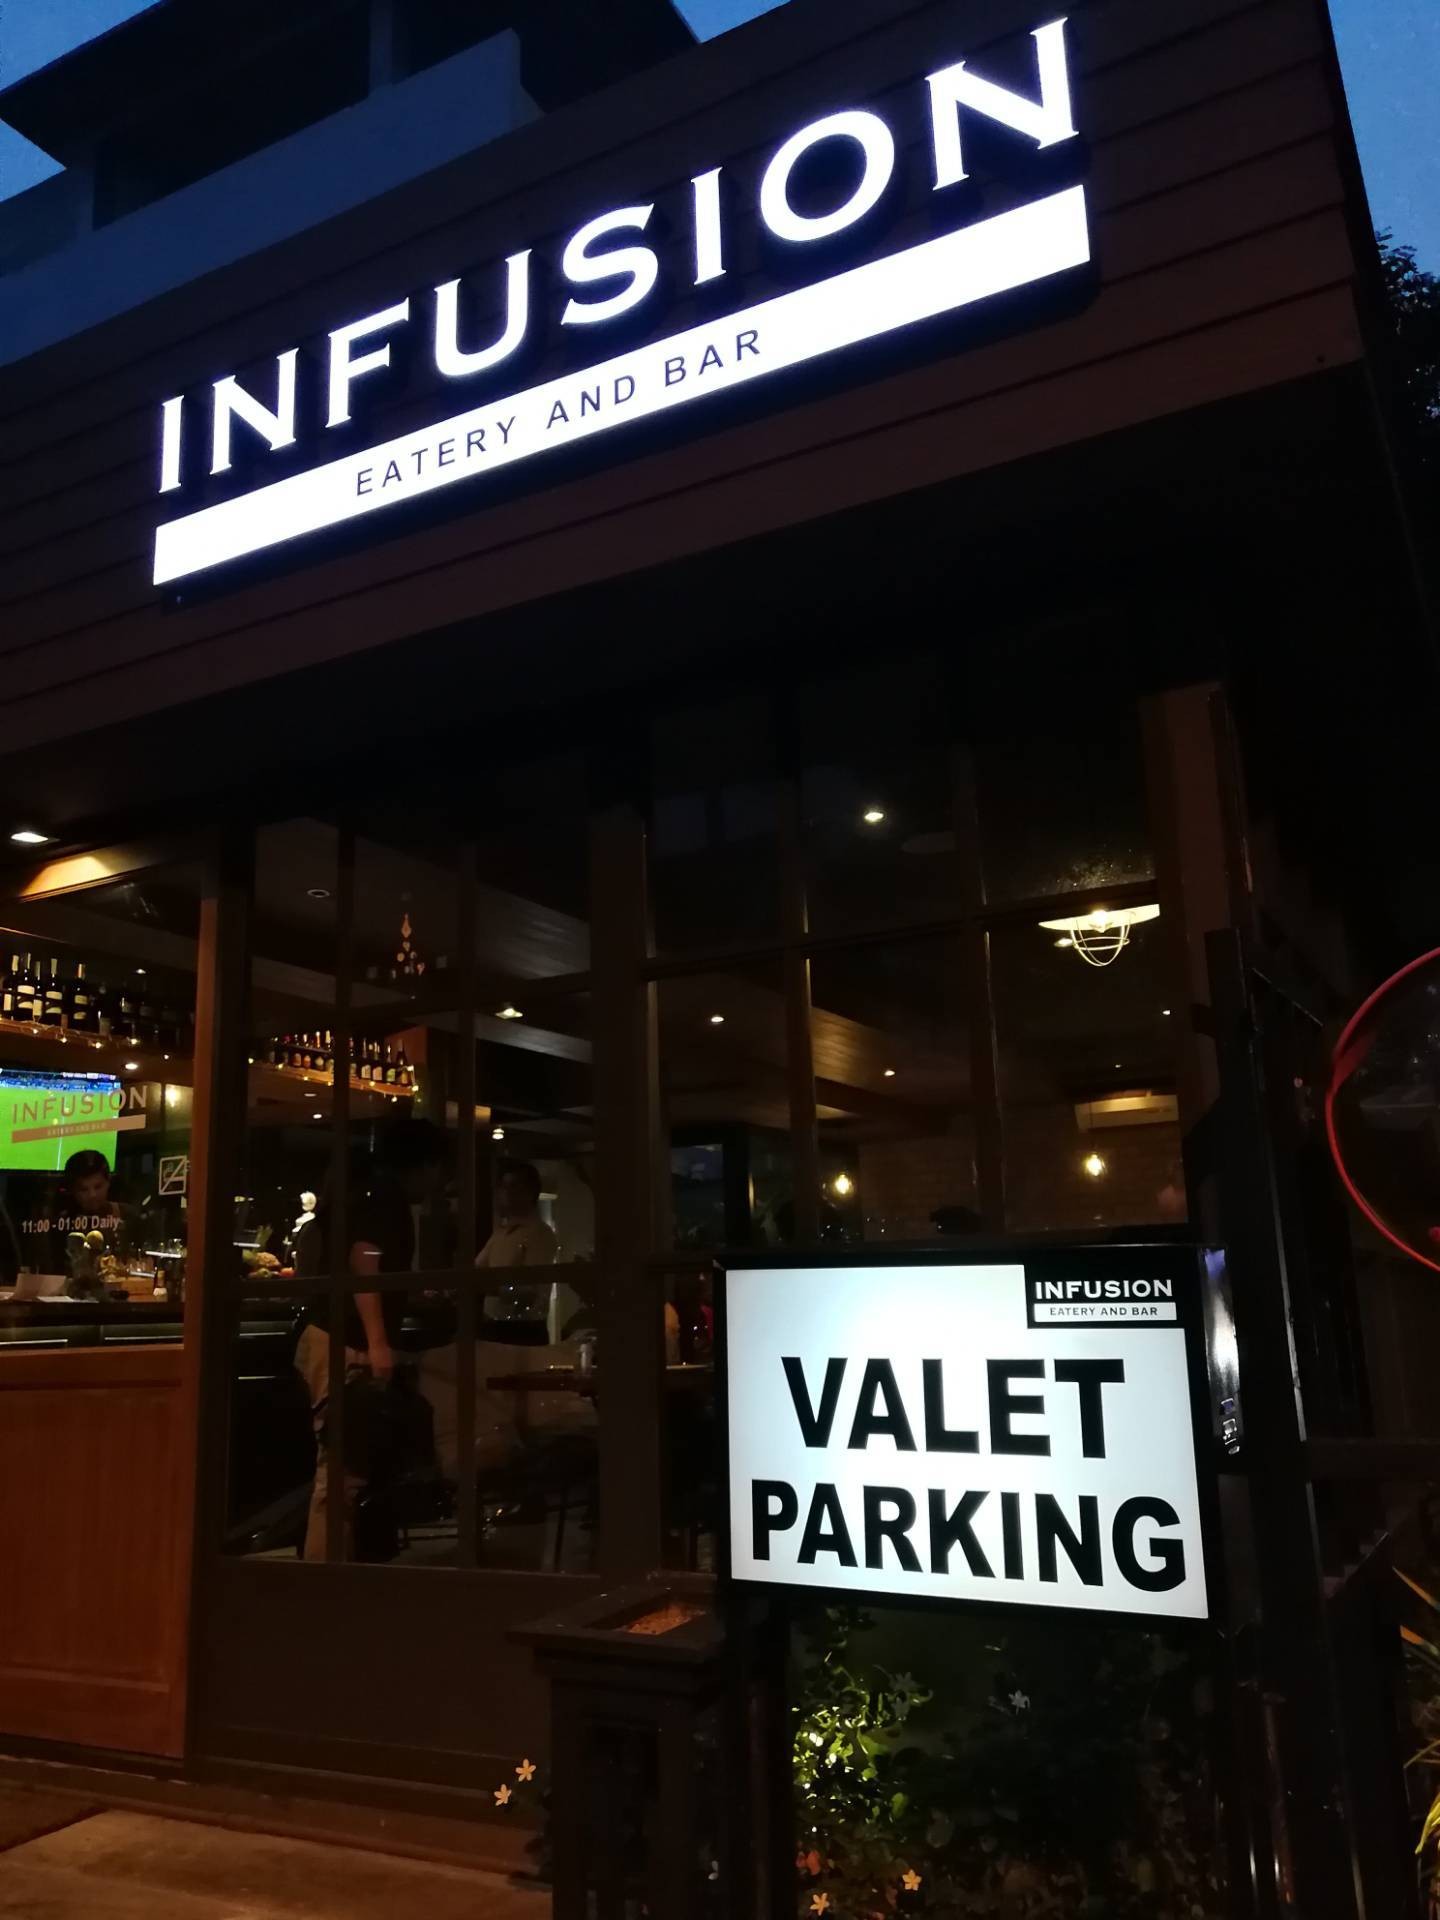 INFUSION
EATERY AND BAR
INFUSION
EATERY AND BAR
11:00 - 01:00 Daily
INFUSION
EATERY AND BAR
VALET
PARKING